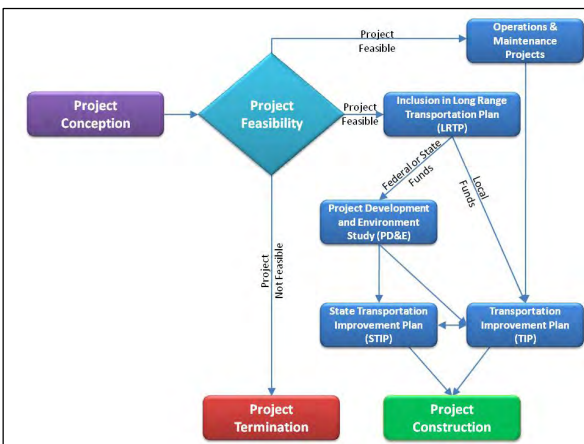 Project
Feasible
Operations &
Maintenance
Projects
Project
Conception
Project
Feasibility
Project
Feasible
Inclusion in Long Range
Transportation Plan
(LRTP)
Federal or State
Funds
Local
Funds
Project Development
and Environment
Study (PD&E)
Project
Not Feasible
State Transportation
Improvement Plan
(STIP)
Transportation
Improvement Plan
(TIP)
Project
Termination
Project
Construction